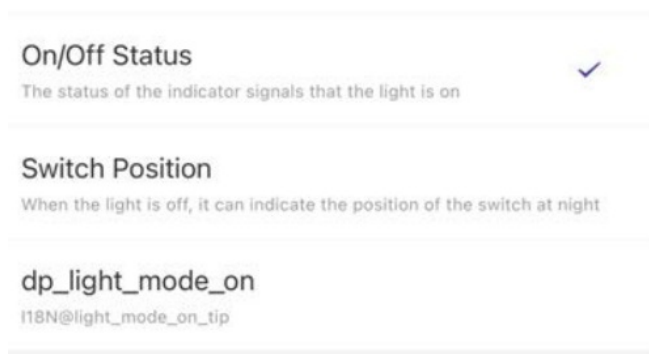 On/Off Status
The status of the indicator signals that the light is on
Switch Position
When the light is off, it can indicate the position of the switch at night
dp_light_mode_on
I18N@light_mode_on_tip